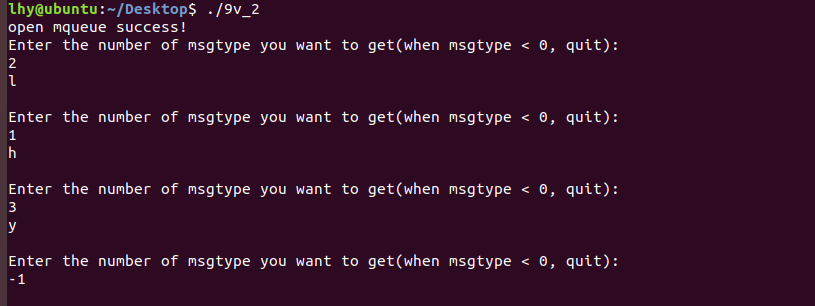 lhy@ubuntu:~/Desktop$ ./9v_2
open mqueue success!
Enter the number of msgtype you want to get(when msgtype < 0, quit):
2
l
Enter the number of msgtype you want to get(when msgtype < 0, quit):
1
h
Enter the number of msgtype you want to get(when msgtype < 0, quit):
3
y
Enter the number of msgtype you want to get(when msgtype < 0, quit):
-1